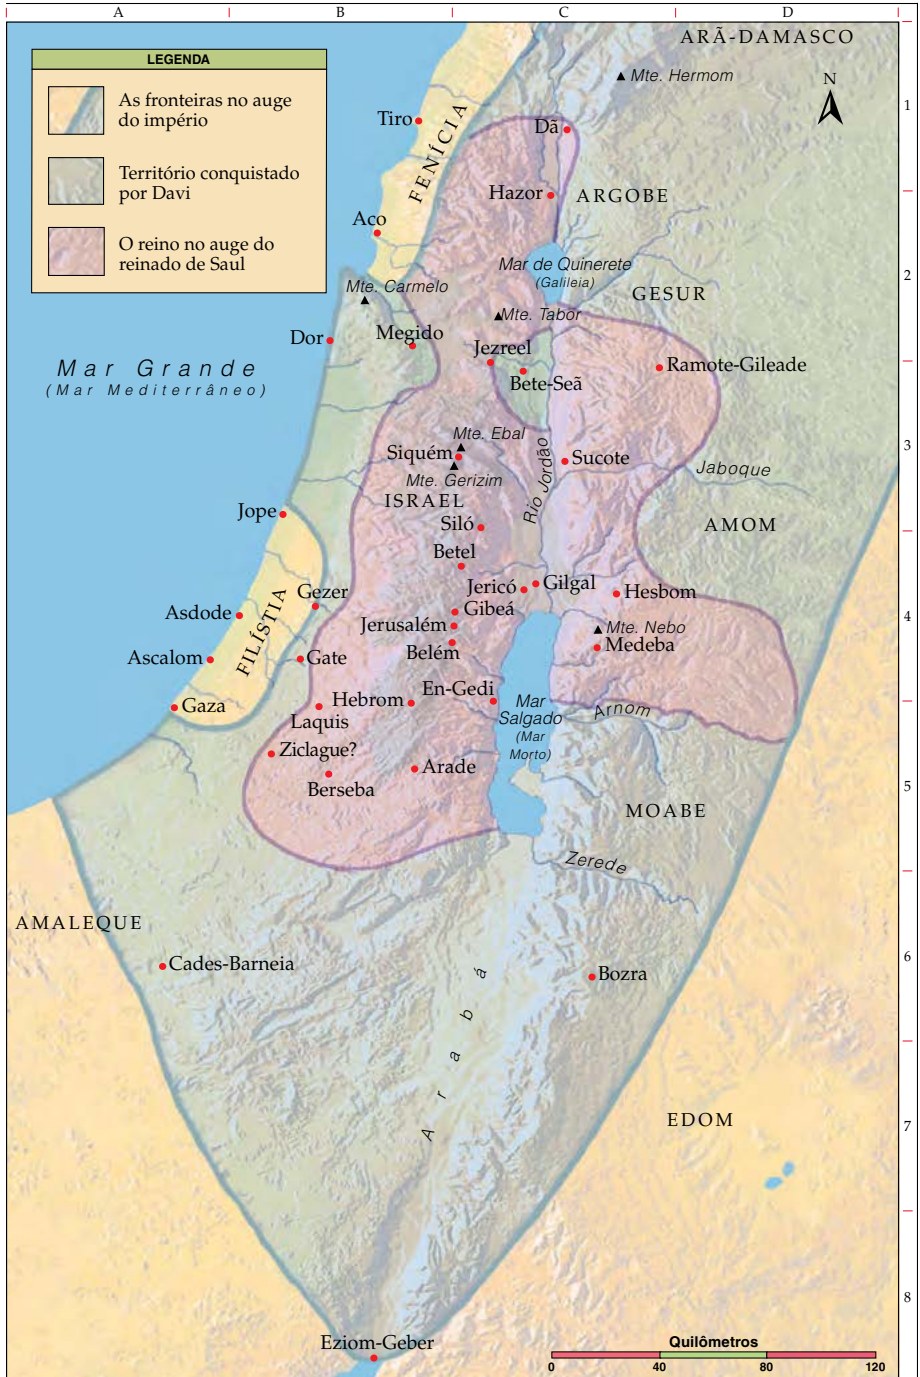 A
B
C
D
LEGENDA
As fronteiras no auge
do império
Território conquistado
por Davi
O reino no auge do
reinado de Saul
ARÃ-DAMASCO
Mte. Hermom
N
1
Tiro
FENÍCIA
Dã
Hazor
ARGOBE
Aco
Mar de Quinerete
(Galileia)
2
Mte. Carmelo
GESUR
Mte. Tabor
Dor
Megido
Jezreel
Mar Grande
(Mar Mediterrâneo)
Ramote-Gileade
Bete-Seã
Mte. Ebal
3
Siquém
Sucote
Mte. Gerizim
Rio Jordão
Jaboque
ISRAEL
Jope
Siló
AMOM
Betel
Jericó
Gilgal
Hesbom
Gezer
Gibeá
4
Asdode
FILÍSTIA
Jerusalém
Mte. Nebo
Medeba
Belém
Ascalom
Gate
En-Gedi
Hebrom
Gaza
Laquis
Mar
Salgado
(Mar
Morto)
Arnom
Ziclague?
Arade
Berseba
5
MOABE
Zerede
AMALEQUE
Cades-Barneia
6
Bozra
Arabá
EDOM
7
8
Eziom-Geber
Quilômetros
0 40 80 120